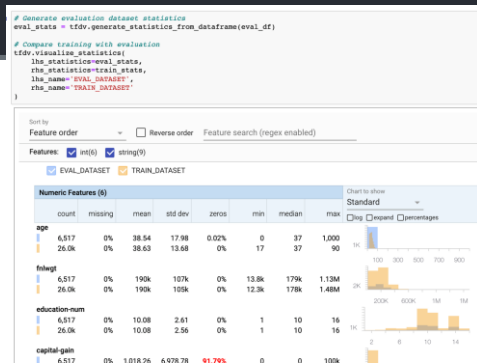 # Generate evaluation dataset statistics
eval_stats = tfdv.generate_statistics_from_dataframe(eval_df)
# Compare training with evaluation
tfdv.visualize_statistics(
lhs_statistics=eval_stats,
rhs_statistics=train_stats,
lhs_name='EVAL_DATASET',
rhs_name='TRAIN_DATASET'
)
Sort by
Feature order Reverse order Feature search (regex enabled)
Features: int(6) string(9)
EVAL_DATASET TRAIN_DATASET
Numeric Features (6) Chart to show
Standard
count missing mean std dev zeros min median max log expand percentages
age
6,517 0% 38.54 17.98 0.02% 0 37 1,000
26.0k 0% 38.63 13.68 0% 17 37 90
1K
100 300 500 700 900
fnlwgt
6,517 0% 190k 107k 0% 13.8k 179k 1.13M
26.0k 0% 190k 105k 0% 12.3k 178k 1.48M
2K
200K 600K 1M 1M
education-num
6,517 0% 10.08 2.61 0% 1 10 16
26.0k 0% 10.08 2.56 0% 1 10 16
1K
2 6 10 14
capital-gain
6,517 0% 1,018.26 6,978.78 91.79% 0 0 100k